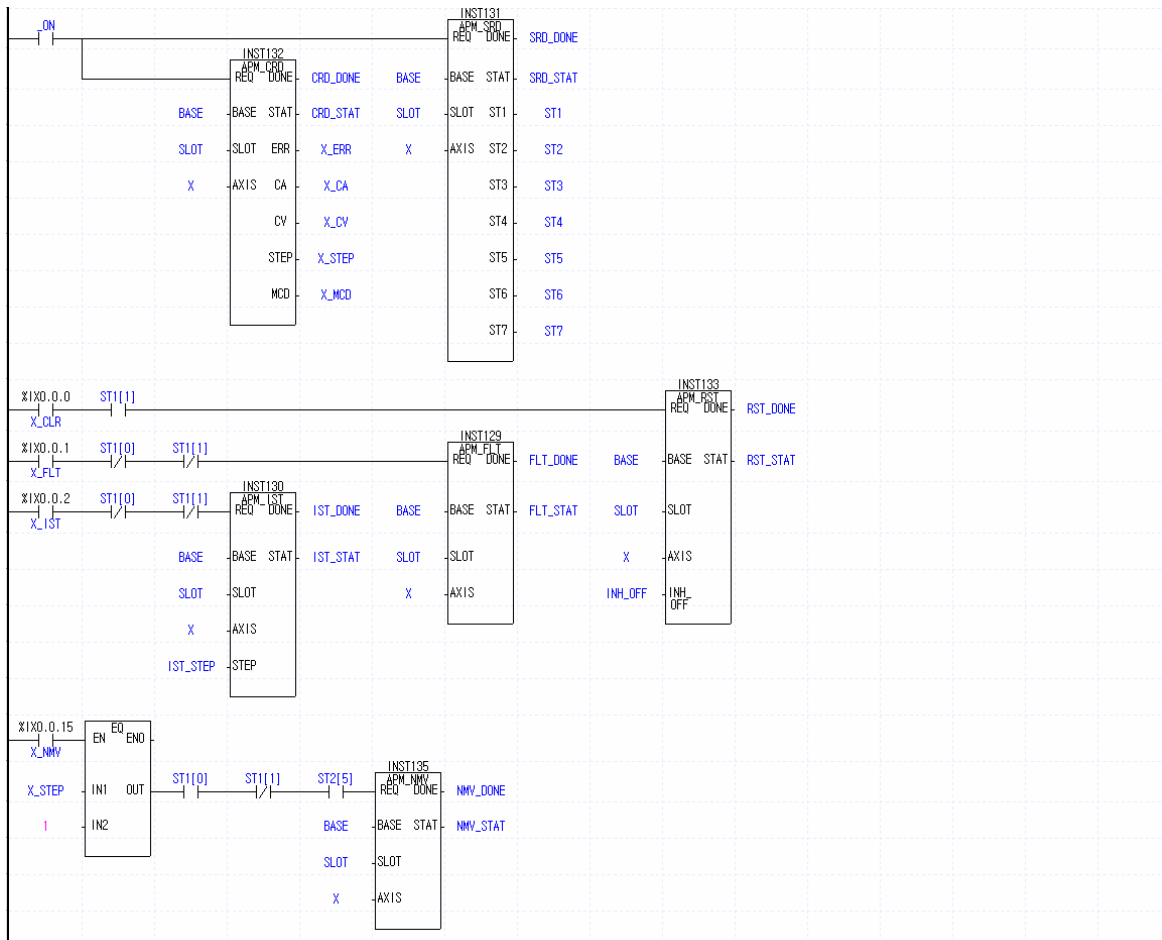 _ON
INST131
APM_SRD
REQ DONE SRD_DONE
INST132
APM_CRD
REQ DONE CRD_DONE BASE BASE STAT SRD_STAT
BASE BASE STAT CRD_STAT SLOT SLOT ST1 ST1
SLOT SLOT ERR X_ERR X AXIS ST2 ST2
X AXIS CA X_CA ST3 ST3
CV X_CV ST4 ST4
STEP X_STEP ST5 ST5
MCD X_MCD ST6 ST6
ST7 ST7
INST133
%IX0.0.0 ST1[1] APM_RST
REQ DONE RST_DONE
X_CLR
INST129
%IX0.0.1 ST1[0] ST1[1] APM_FLT
REQ DONE FLT_DONE BASE BASE STAT RST_STAT
X_FLT
INST130
%IX0.0.2 ST1[0] ST1[1] APM_IST
REQ DONE IST_DONE BASE BASE STAT FLT_STAT SLOT SLOT
X_IST
BASE BASE STAT IST_STAT SLOT SLOT X AXIS
SLOT SLOT X AXIS INH_OFF INH_
OFF
X AXIS
IST_STEP STEP
%IX0.0.15 EQ
EN ENO
X_NMV
INST135
ST1[0] ST1[1] ST2[5] APM_NMV
X_STEP IN1 OUT REQ DONE NMV_DONE
1 IN2 BASE BASE STAT NMV_STAT
SLOT SLOT
X AXIS